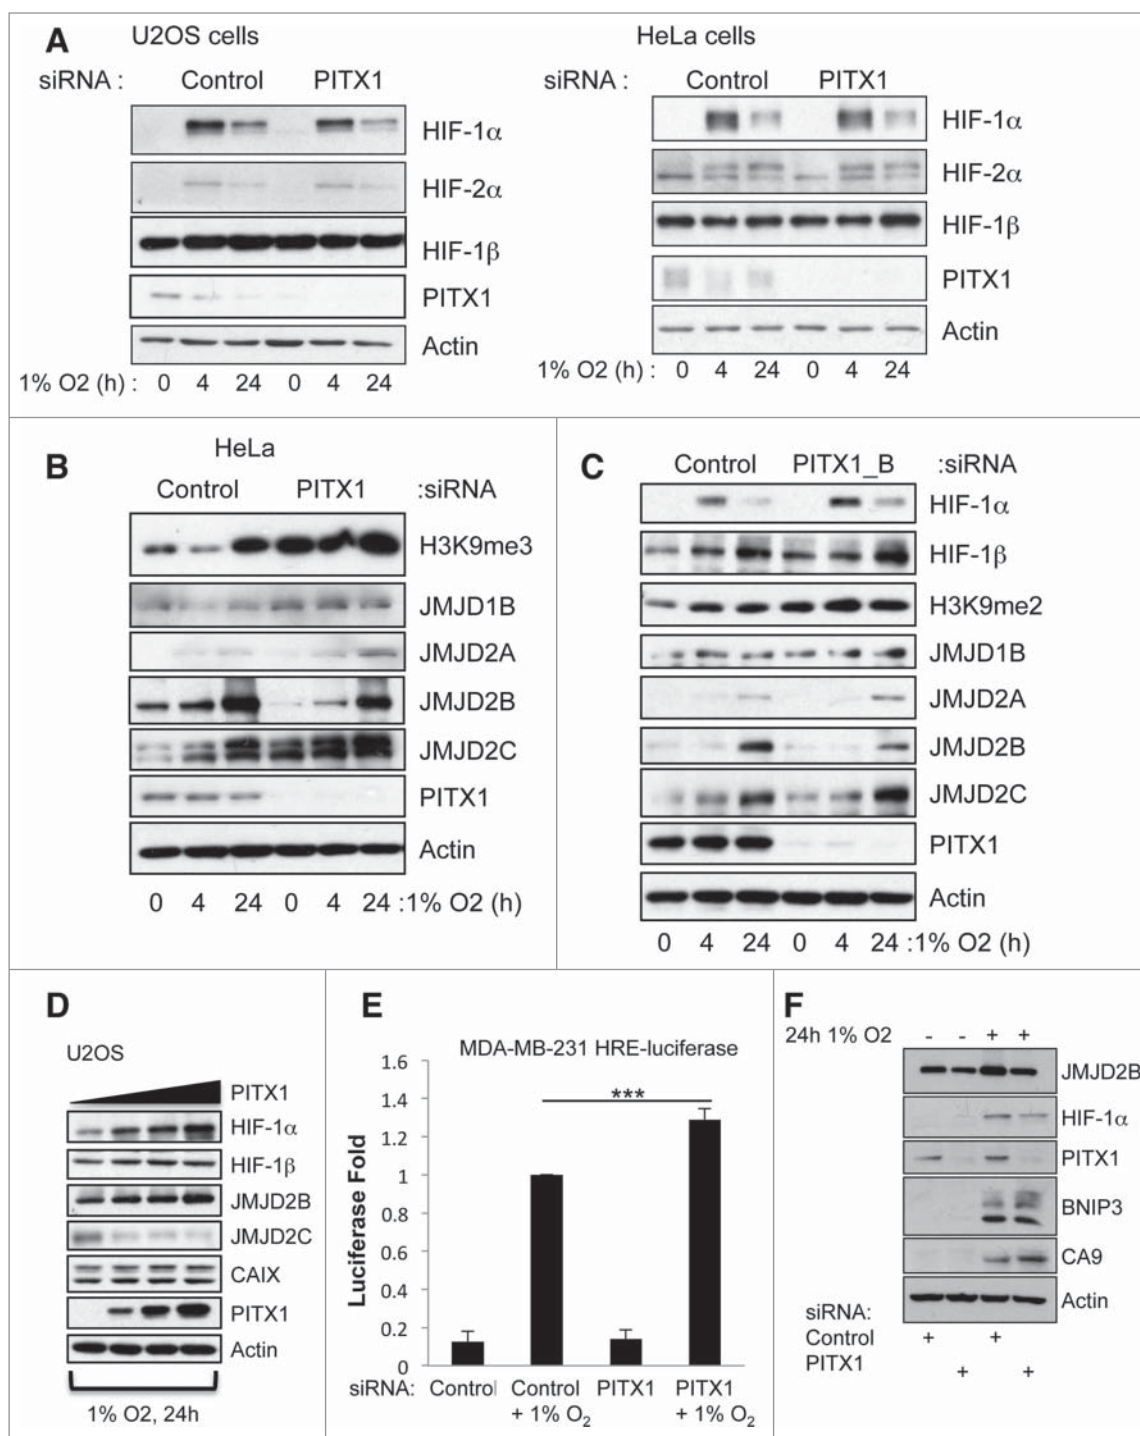 A
U2OS cells
siRNA : Control PITX1
HIF-1α
HIF-2α
HIF-1β
PITX1
Actin
1% O2 (h) : 0 4 24 0 4 24
HeLa cells
siRNA : Control PITX1
HIF-1α
HIF-2α
HIF-1β
PITX1
Actin
1% O2 (h) : 0 4 24 0 4 24
B
HeLa
Control PITX1 :siRNA
H3K9me3
JMJD1B
JMJD2A
JMJD2B
JMJD2C
PITX1
Actin
0 4 24 0 4 24 :1% O2 (h)
C
Control PITX1_B :siRNA
HIF-1α
HIF-1β
H3K9me2
JMJD1B
JMJD2A
JMJD2B
JMJD2C
PITX1
Actin
0 4 24 0 4 24 :1% O2 (h)
D
U2OS
PITX1
HIF-1α
HIF-1β
JMJD2B
JMJD2C
CAIX
PITX1
Actin
1% O2, 24h
E
MDA-MB-231 HRE-luciferase
Luciferase Fold
1.6
1.4
1.2
1
0.8
0.6
0.4
0.2
0
***
siRNA: Control Control PITX1 PITX1
+ 1% O₂ + 1% O₂
F
24h 1% O2 - - + +
JMJD2B
HIF-1α
PITX1
BNIP3
CA9
Actin
siRNA:
Control + +
PITX1 + +